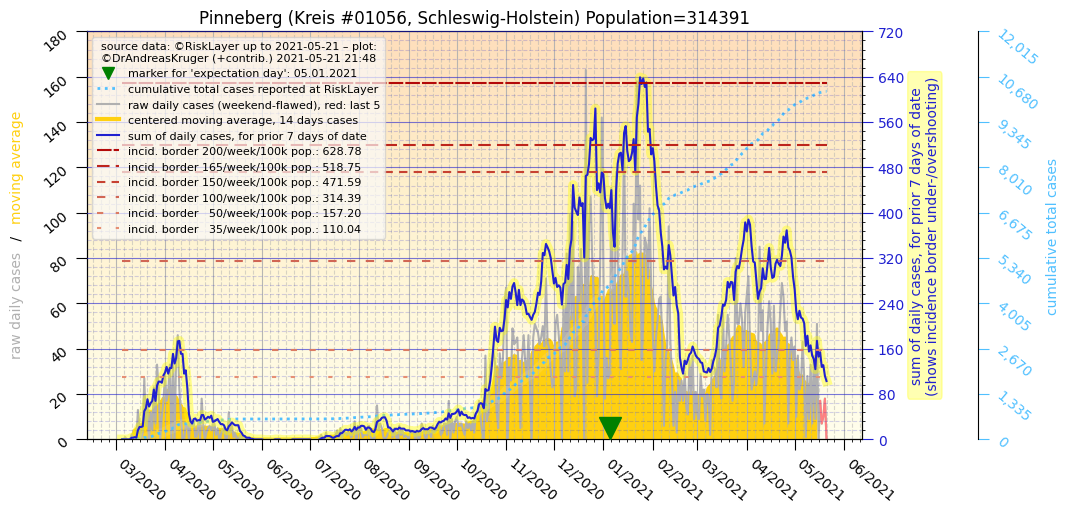 Pinneberg (Kreis #01056, Schleswig-Holstein) Population=314391
source data: ©RiskLayer up to 2021-05-21 – plot:
©DrAndreasKruger (+contrib.) 2021-05-21 21:48
marker for 'expectation day': 05.01.2021
cumulative total cases reported at RiskLayer
raw daily cases (weekend-flawed), red: last 5
centered moving average, 14 days cases
sum of daily cases, for prior 7 days of date
incid. border 200/week/100k pop.: 628.78
incid. border 165/week/100k pop.: 518.75
incid. border 150/week/100k pop.: 471.59
incid. border 100/week/100k pop.: 314.39
incid. border   50/week/100k pop.: 157.20
incid. border   35/week/100k pop.: 110.04
raw daily cases  /  moving average
180
160
140
120
100
80
60
40
20
0
03/2020
04/2020
05/2020
06/2020
07/2020
08/2020
09/2020
10/2020
11/2020
12/2020
01/2021
02/2021
03/2021
04/2021
05/2021
06/2021
720
640
560
480
400
320
240
160
80
0
sum of daily cases, for prior 7 days of date
(shows incidence border under-/overshooting)
12,015
10,680
9,345
8,010
6,675
5,340
4,005
2,670
1,335
0
cumulative total cases